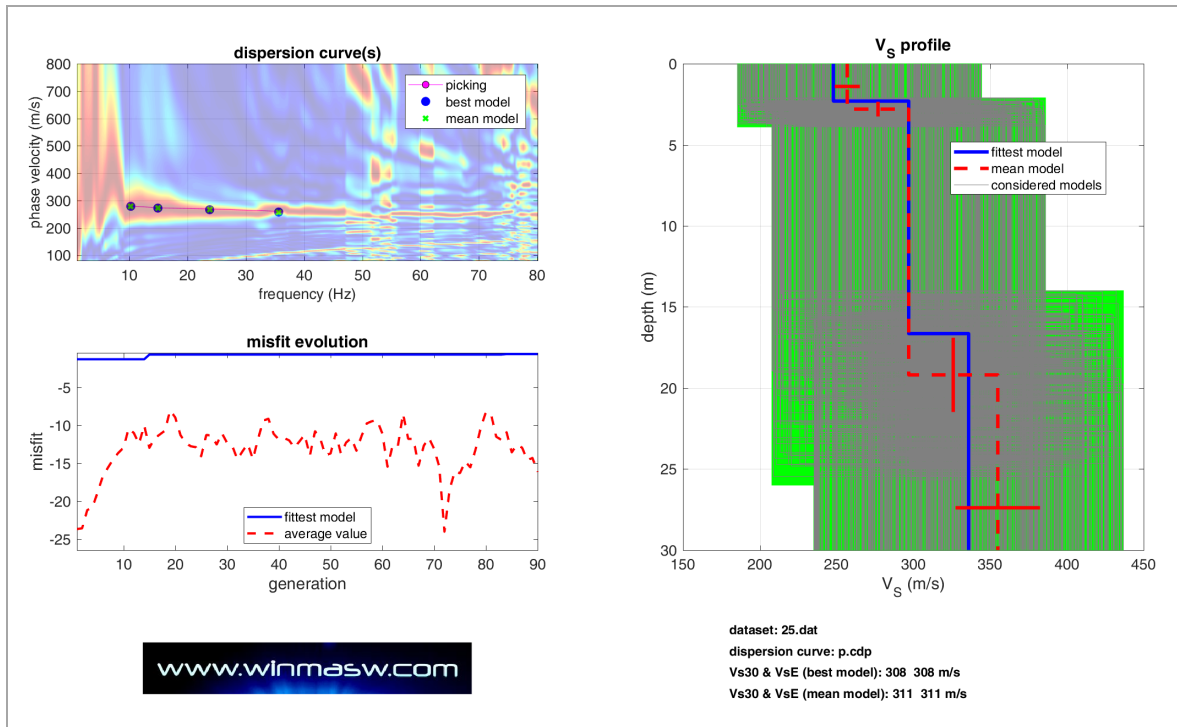 dispersion curve(s)
800
700
600
500
400
300
200
100
phase velocity (m/s)
picking
best model
mean model
10 20 30 40 50 60 70 80
frequency (Hz)
misfit evolution
-5
-10
-15
-20
-25
misfit
fittest model
average value
10 20 30 40 50 60 70 80 90
generation
www.winmasw.com
VS profile
0
5
10
15
20
25
30
depth (m)
fittest model
mean model
considered models
150 200 250 300 350 400 450
VS (m/s)
dataset: 25.dat
dispersion curve: p.cdp
Vs30 & VsE (best model): 308 308 m/s
Vs30 & VsE (mean model): 311 311 m/s